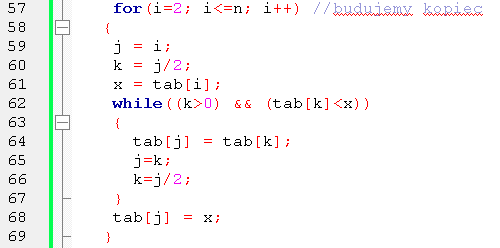 57 for(i=2; i<=n; i++) //budujemy kopiec
58 {
59 j = i;
60 k = j/2;
61 x = tab[i];
62 while((k>0) && (tab[k]<x))
63 {
64 tab[j] = tab[k];
65 j=k;
66 k=j/2;
67 }
68 tab[j] = x;
69 }